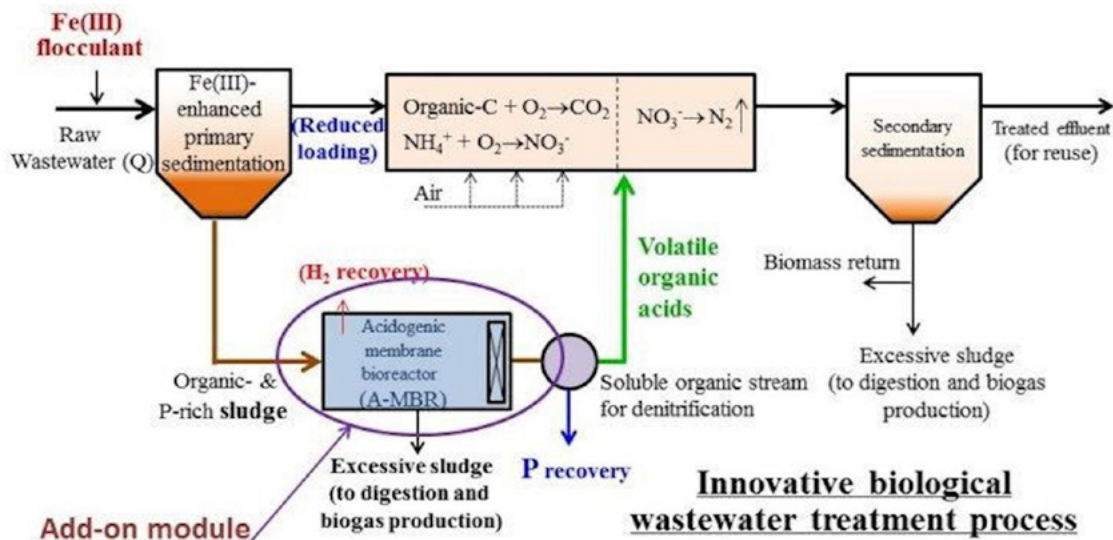 Fe(III)
flocculant
Raw
Wastewater (Q)
Fe(III)-
enhanced
primary
sedimentation
(Reduced
loading)
Organic-C + O₂→CO₂
NH₄⁺ + O₂→NO₃⁻
NO₃⁻→N₂↑
Air
Secondary
sedimentation
Treated effluent
(for reuse)
Biomass return
Excessive sludge
(to digestion and biogas
production)
Volatile
organic
acids
(H₂ recovery)
Acidogenic
membrane
bioreactor
(A-MBR)
Organic- &
P-rich sludge
Soluble organic stream
for denitrification
P recovery
Excessive sludge
(to digestion and
biogas production)
Add-on module
Innovative biological
wastewater treatment process